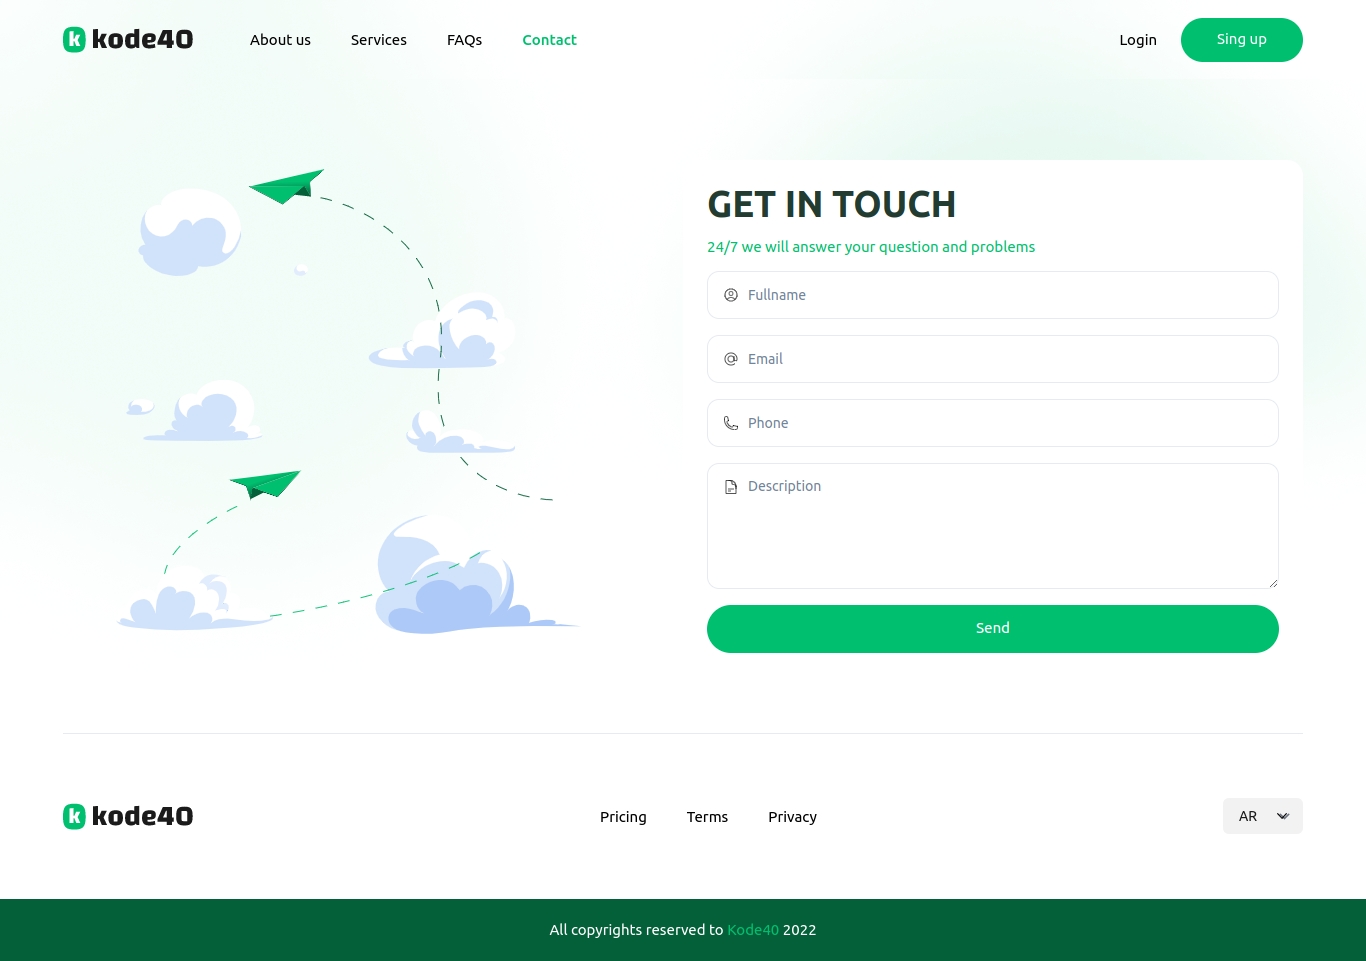 k kode40
About us Services FAQs Contact Login Sing up
GET IN TOUCH
24/7 we will answer your question and problems
Fullname
Email
Phone
Description
Send
k kode40 Pricing Terms Privacy AR
All copyrights reserved to Kode40 2022